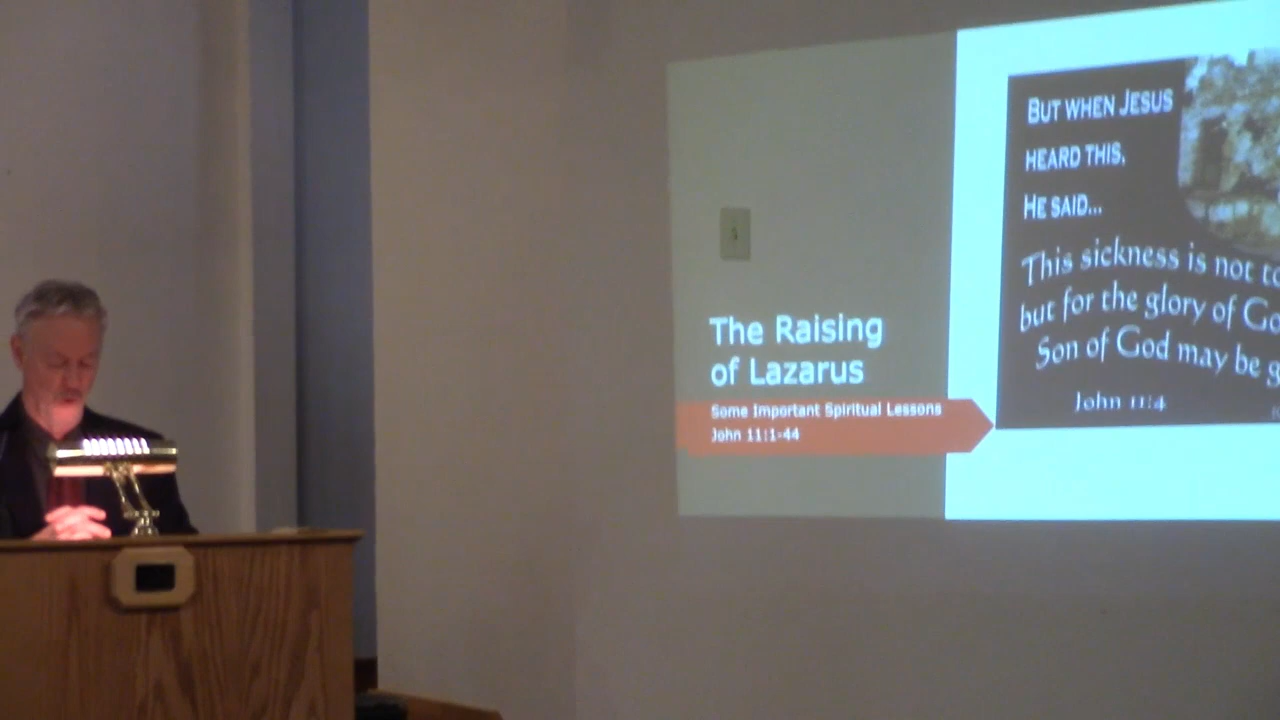 The Raising
of Lazarus
Some Important Spiritual Lessons
John 11:1-44
BUT WHEN JESUS
HEARD THIS,
HE SAID...
This sickness is not
but for the glory of
Son of God may be
John 11:4